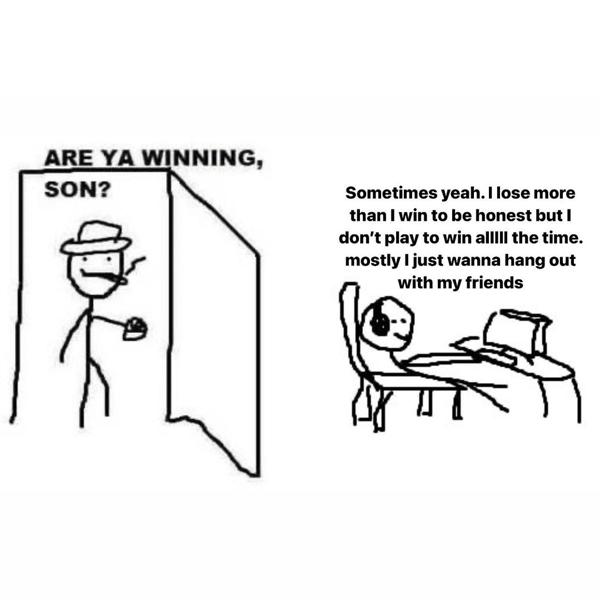 ARE YA WINNING,
SON?
Sometimes yeah. I lose more
than I win to be honest but I
don't play to win alllll the time.
mostly I just wanna hang out
with my friends